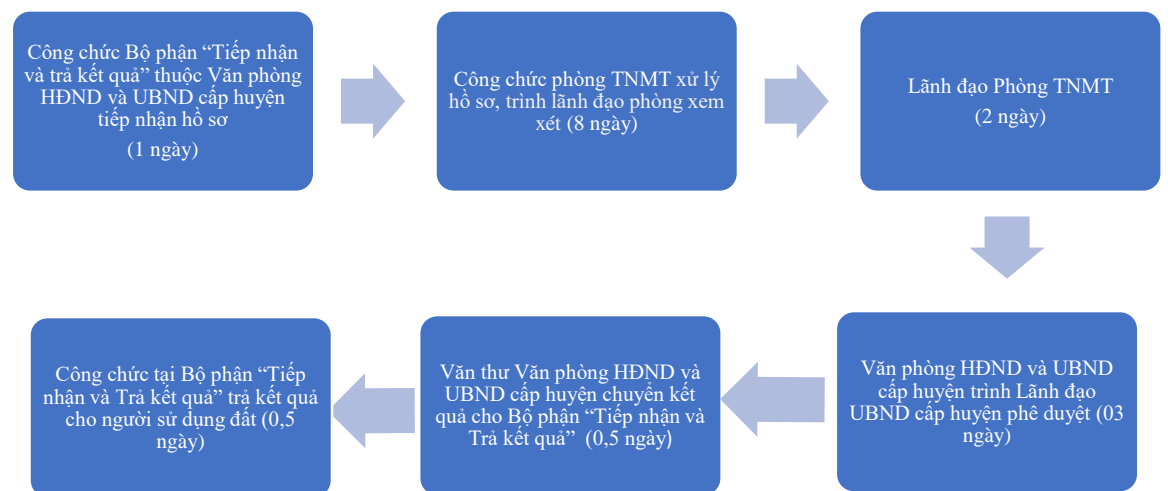 Công chức Bộ phận “Tiếp nhận
và trả kết quả” thuộc Văn phòng
HĐND và UBND cấp huyện
tiếp nhận hồ sơ
(1 ngày)
Công chức phòng TNMT xử lý
hồ sơ, trình lãnh đạo phòng xem
xét (8 ngày)
Lãnh đạo Phòng TNMT
(2 ngày)
Văn phòng HĐND và UBND
cấp huyện trình Lãnh đạo
UBND cấp huyện phê duyệt (03
ngày)
Văn thư Văn phòng HĐND và
UBND cấp huyện chuyển kết
quả cho Bộ phận “Tiếp nhận và
Trả kết quả” (0,5 ngày)
Công chức tại Bộ phận “Tiếp
nhận và Trả kết quả” trả kết quả
cho người sử dụng đất (0,5
ngày)